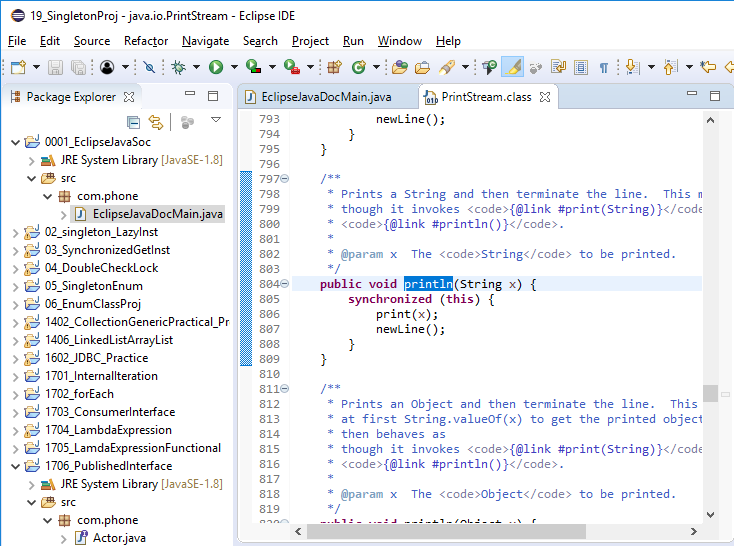 19_SingletonProj - java.io.PrintStream - Eclipse IDE
File Edit Source Refactor Navigate Search Project Run Window Help
Package Explorer
0001_EclipseJavaSoc
JRE System Library [JavaSE-1.8]
src
com.phone
EclipseJavaDocMain.java
02_singleton_LazyInst
03_SynchronizedGetInst
04_DoubleCheckLock
05_SingletonEnum
06_EnumClassProj
1402_CollectionGenericPractical_Pr
1406_LinkedListArrayList
1602_JDBC_Practice
1701_InternalIteration
1702_forEach
1703_ConsumerInterface
1704_LambdaExpression
1705_LamdaExpressionFunctional
1706_PublishedInterface
JRE System Library [JavaSE-1.8]
src
com.phone
Actor.java
EclipseJavaDocMain.java PrintStream.class
793 newLine();
794 }
795 }
796
797 /**
798 * Prints a String and then terminate the line.  This m
799 * though it invokes <code>{@link #print(String)}</code
800 * <code>{@link #println()}</code>.
801 *
802 * @param x  The <code>String</code> to be printed.
803 */
804 public void println(String x) {
805 synchronized (this) {
806 print(x);
807 newLine();
808 }
809 }
810
811 /**
812 * Prints an Object and then terminate the line.  This
813 * at first String.valueOf(x) to get the printed object
814 * then behaves as
815 * though it invokes <code>{@link #print(String)}</code
816 * <code>{@link #println()}</code>.
817 *
818 * @param x  The <code>Object</code> to be printed.
819 */
820 public void println(Object x) {